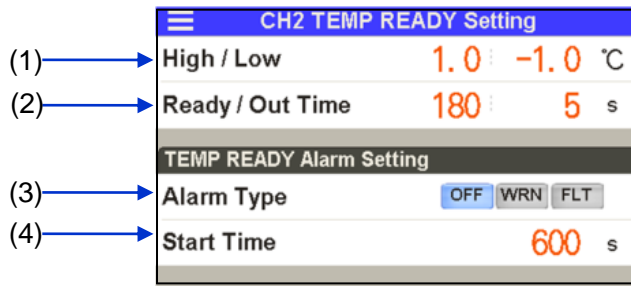 CH2 TEMP READY Setting
(1) High / Low 1.0 -1.0 ℃
(2) Ready / Out Time 180 5 s
TEMP READY Alarm Setting
(3) Alarm Type OFF WRN FLT
(4) Start Time 600 s